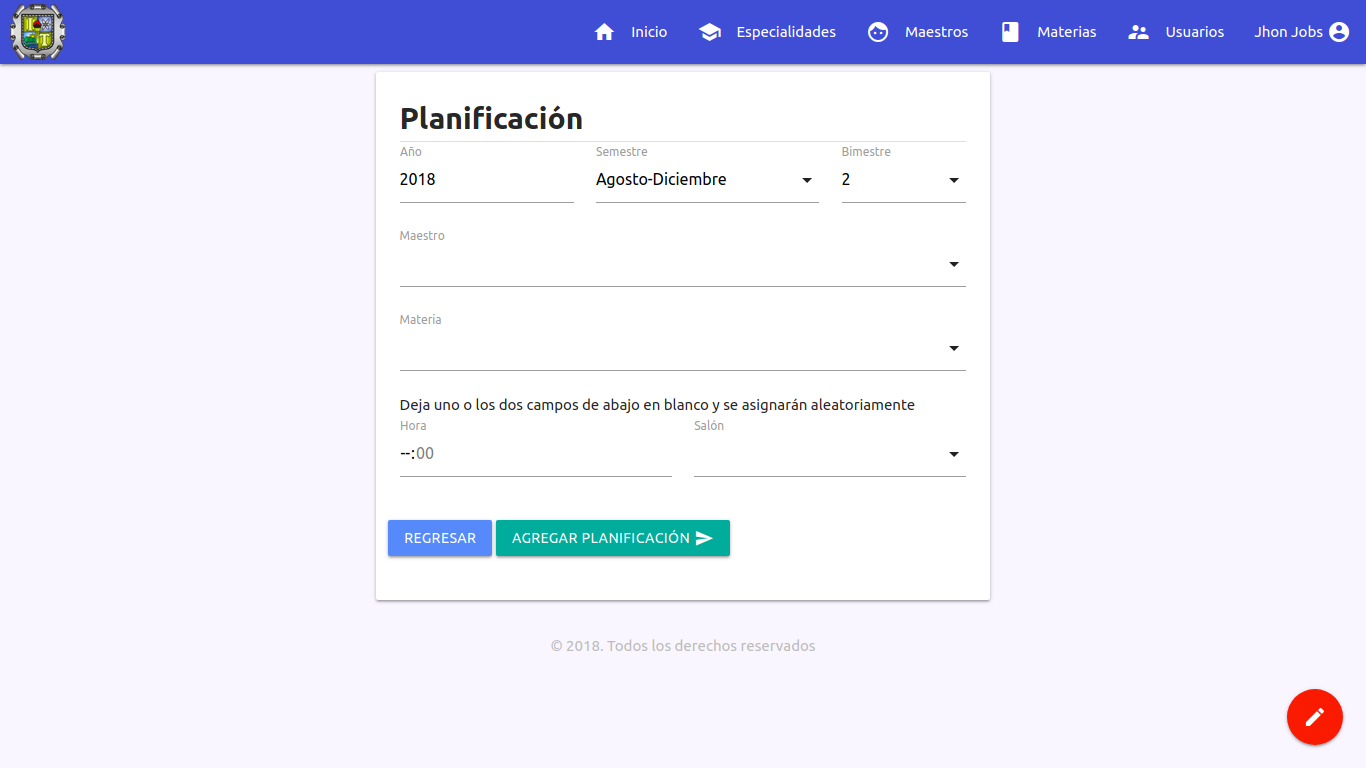 Inicio Especialidades Maestros Materias Usuarios Jhon Jobs
Planificación
Año Semestre Bimestre
2018 Agosto-Diciembre 2
Maestro
Materia
Deja uno o los dos campos de abajo en blanco y se asignarán aleatoriamente
Hora Salón
--:00
REGRESAR AGREGAR PLANIFICACIÓN
© 2018. Todos los derechos reservados